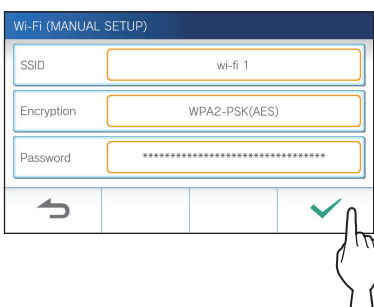 Wi-Fi (MANUAL SETUP)
SSID wi-fi 1
Encryption WPA2-PSK(AES)
Password ********************************